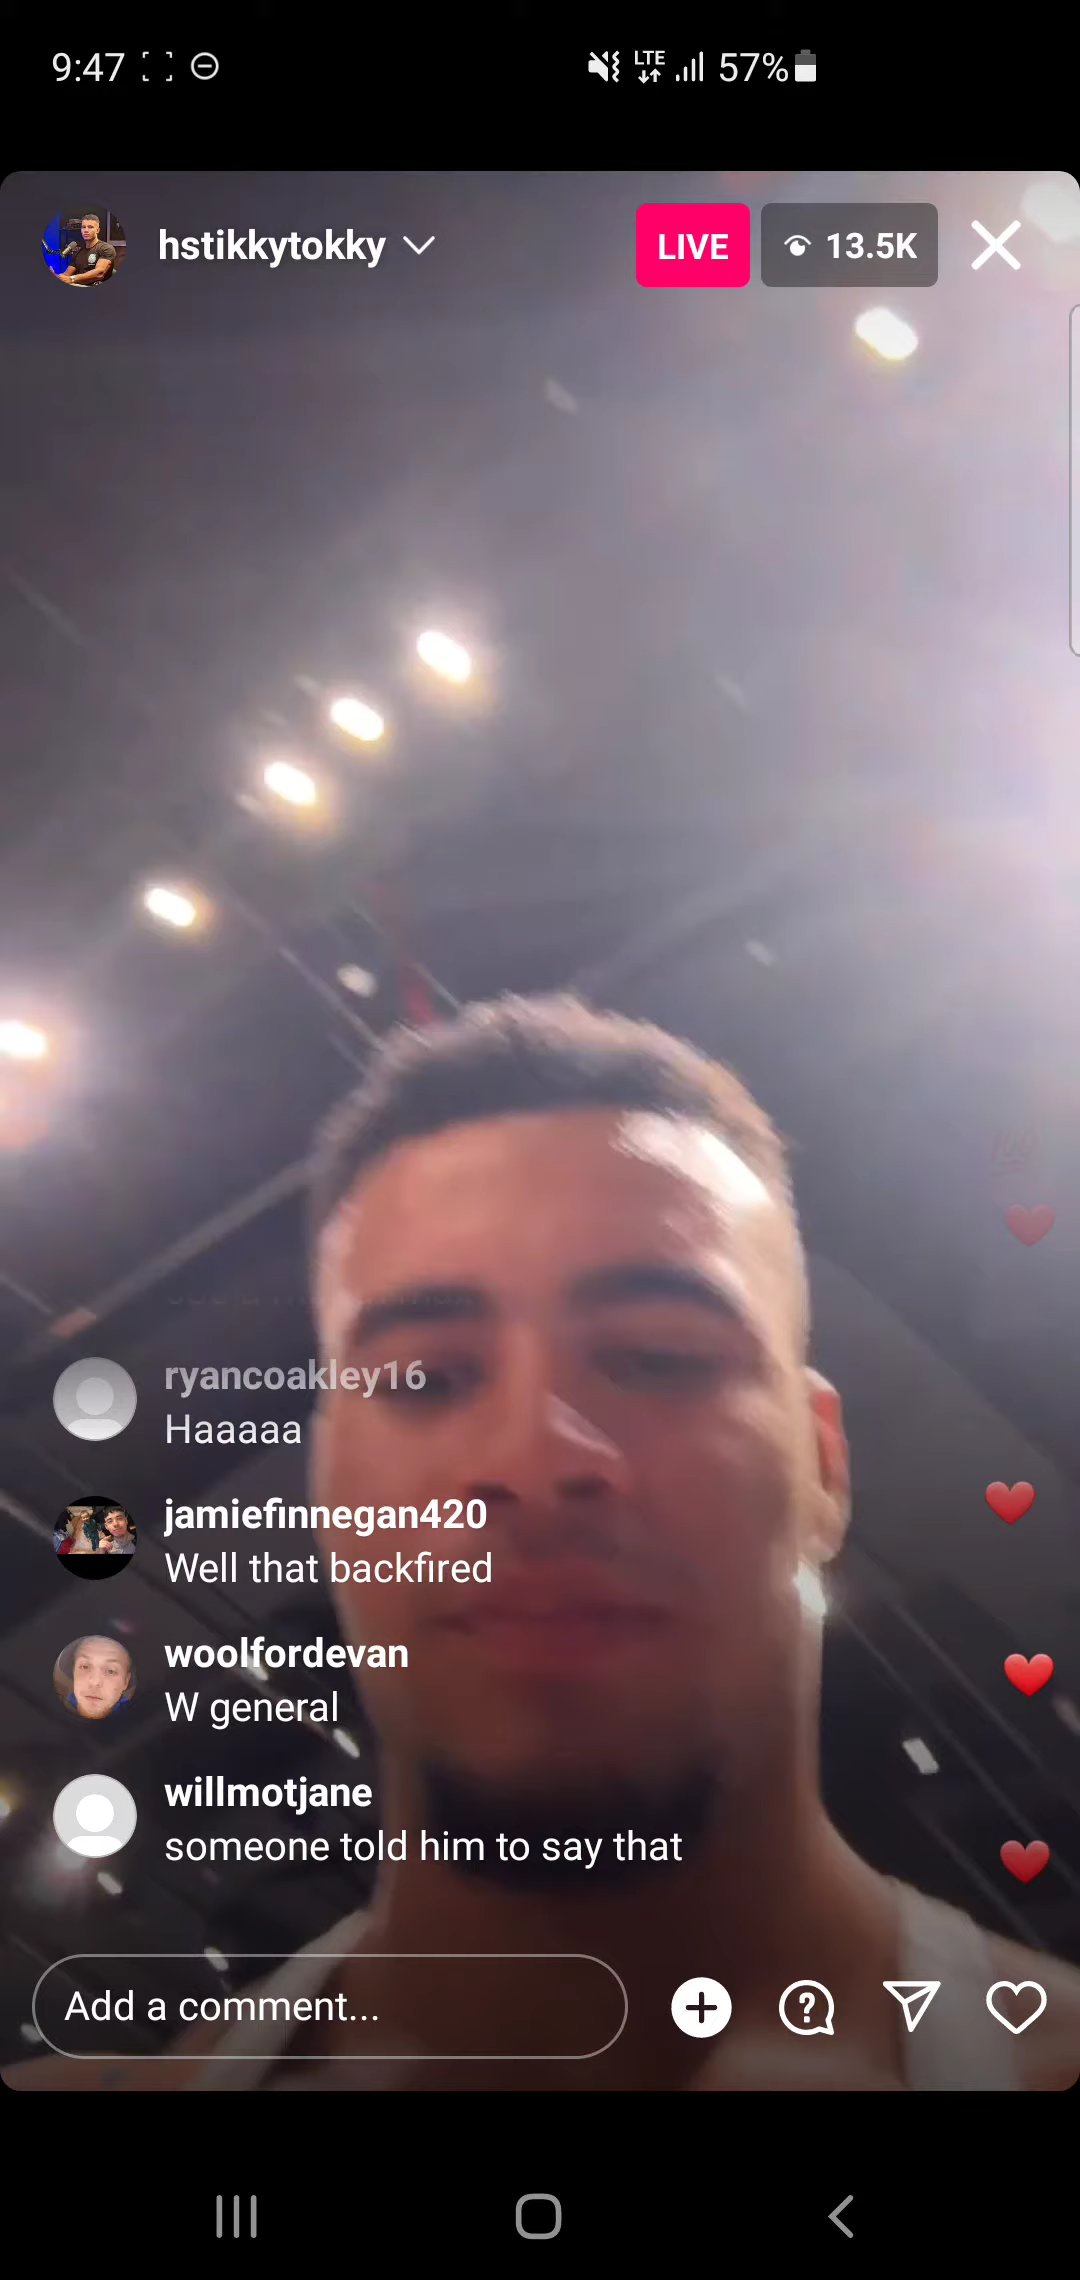 9:47 LTE 57%
hstikkytokky LIVE 13.5K
ryancoakley16
Haaaaa
jamiefinnegan420
Well that backfired
woolfordevan
W general
willmotjane
someone told him to say that
Add a comment...